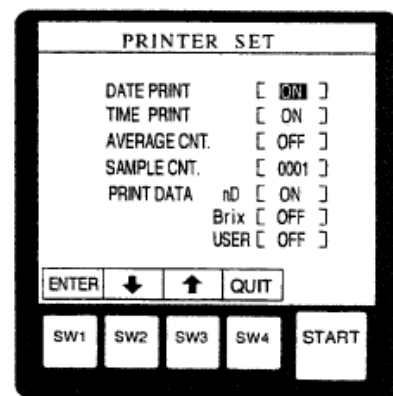 PRINTER SET
DATE PRINT [ ON ]
TIME PRINT [ ON ]
AVERAGE CNT. [ OFF ]
SAMPLE CNT. [ 0001 ]
PRINT DATA nD [ ON ]
Brix [ OFF ]
USER [ OFF ]
ENTER ↓ ↑ QUIT
SW1 SW2 SW3 SW4 START